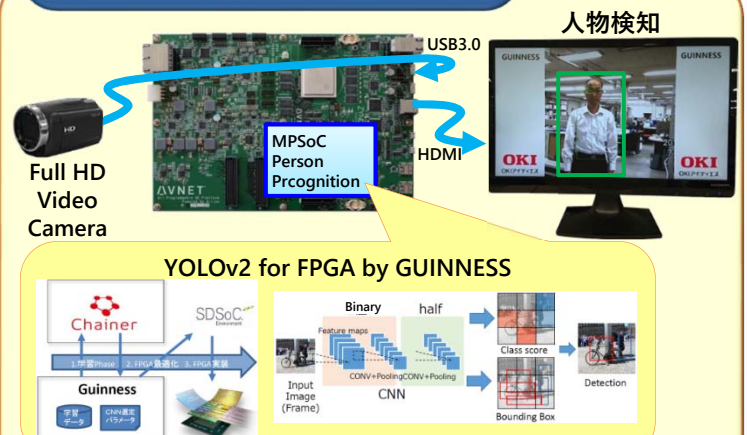 人物検知
USB3.0
GUINNESS
GUINNESS
HD
MPSoC
Person
Prcognition
HDMI
OKI
OKIアイディエス
OKI
OKIアイディエス
Full HD
Video
Camera
AVNET
YOLOv2 for FPGA by GUINNESS
Chainer
SDSoC
Environment
1.学習Phase
2. FPGA最適化
3. FPGA実装
Guinness
学習
データ
CNN選定
パラメータ
Binary
half
Feature maps
CONV+Pooling
CONV+Pooling
CNN
Input
Image
(Frame)
Class score
Bounding Box
Detection